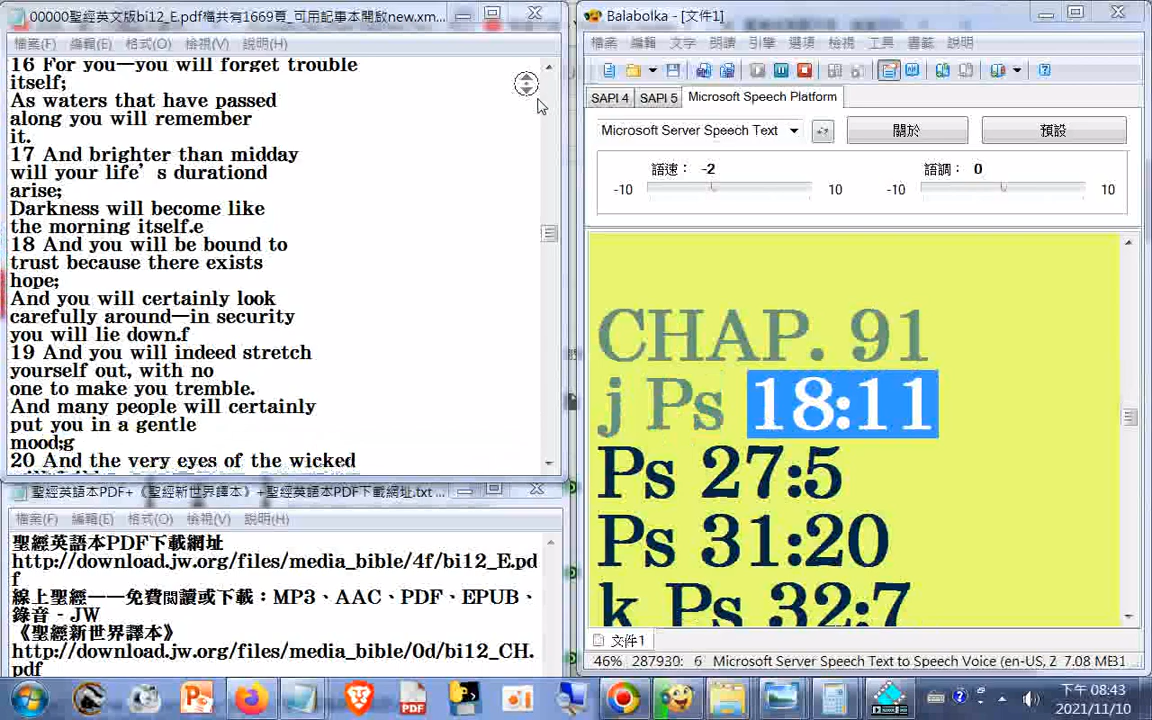 00000聖經英文版bi12_E.pdf檔共有1669頁_可用記事本開啟new.xm...
檔案(F) 編輯(E) 格式(O) 檢視(V) 說明(H)
16 For you—you will forget trouble
itself;
As waters that have passed
along you will remember
it.
17 And brighter than midday
will your life’s durationd
arise;
Darkness will become like
the morning itself.e
18 And you will be bound to
trust because there exists
hope;
And you will certainly look
carefully around—in security
you will lie down.f
19 And you will indeed stretch
yourself out, with no
one to make you tremble.
And many people will certainly
put you in a gentle
mood;g
20 And the very eyes of the wicked
聖經英語本PDF+《聖經新世界譯本》+聖經英語本PDF下載網址.txt ...
檔案(F) 編輯(E) 格式(O) 檢視(V) 說明(H)
聖經英語本PDF下載網址
http://download.jw.org/files/media_bible/4f/bi12_E.pd
f
線上聖經——免費閱讀或下載：MP3、AAC、PDF、EPUB、
錄音 - JW
《聖經新世界譯本》
http://download.jw.org/files/media_bible/0d/bi12_CH.
pdf
Balabolka - [文件1]
檔案 編輯 文字 朗讀 引擎 選項 檢視 工具 書籤 說明
SAPI 4 SAPI 5 Microsoft Speech Platform
Microsoft Server Speech Text 關於 預設
語速： -2 語調： 0
-10 10 -10 10
CHAP. 91
j Ps 18:11
Ps 27:5
Ps 31:20
k Ps 32:7
文件1
46% 287930: 6 Microsoft Server Speech Text to Speech Voice (en-US, Z 7.08 MB
下午 08:43
2021/11/10